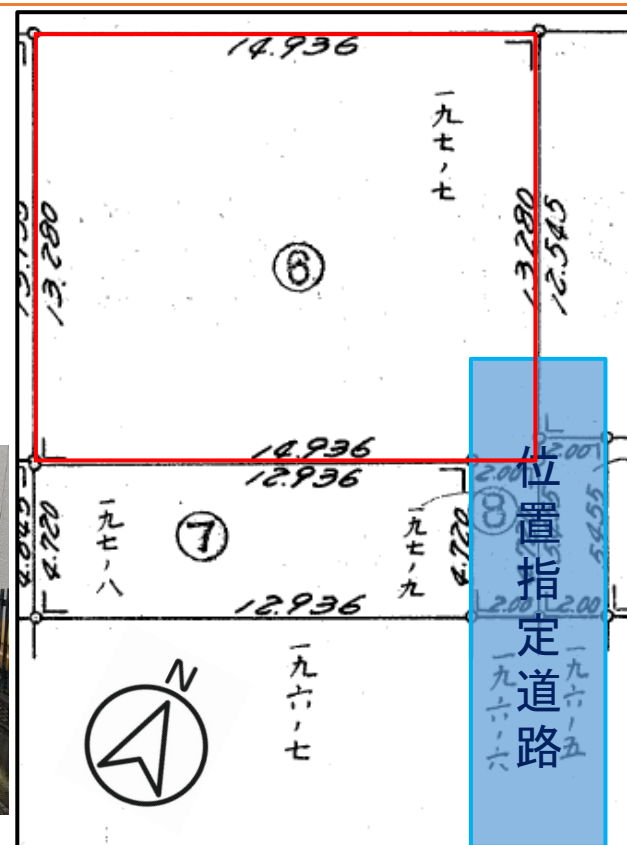 14.936
一九七ノ七
13.280
13.280
12.545
⑥
14.936
12.936
2.00
2.00
位置指定道路
4.720
一九七ノ八
⑦
一九七ノ九
4.720
⑧
5.455
12.936
2.00
2.00
N
一九六ノ七
一九六ノ六
一九六ノ五